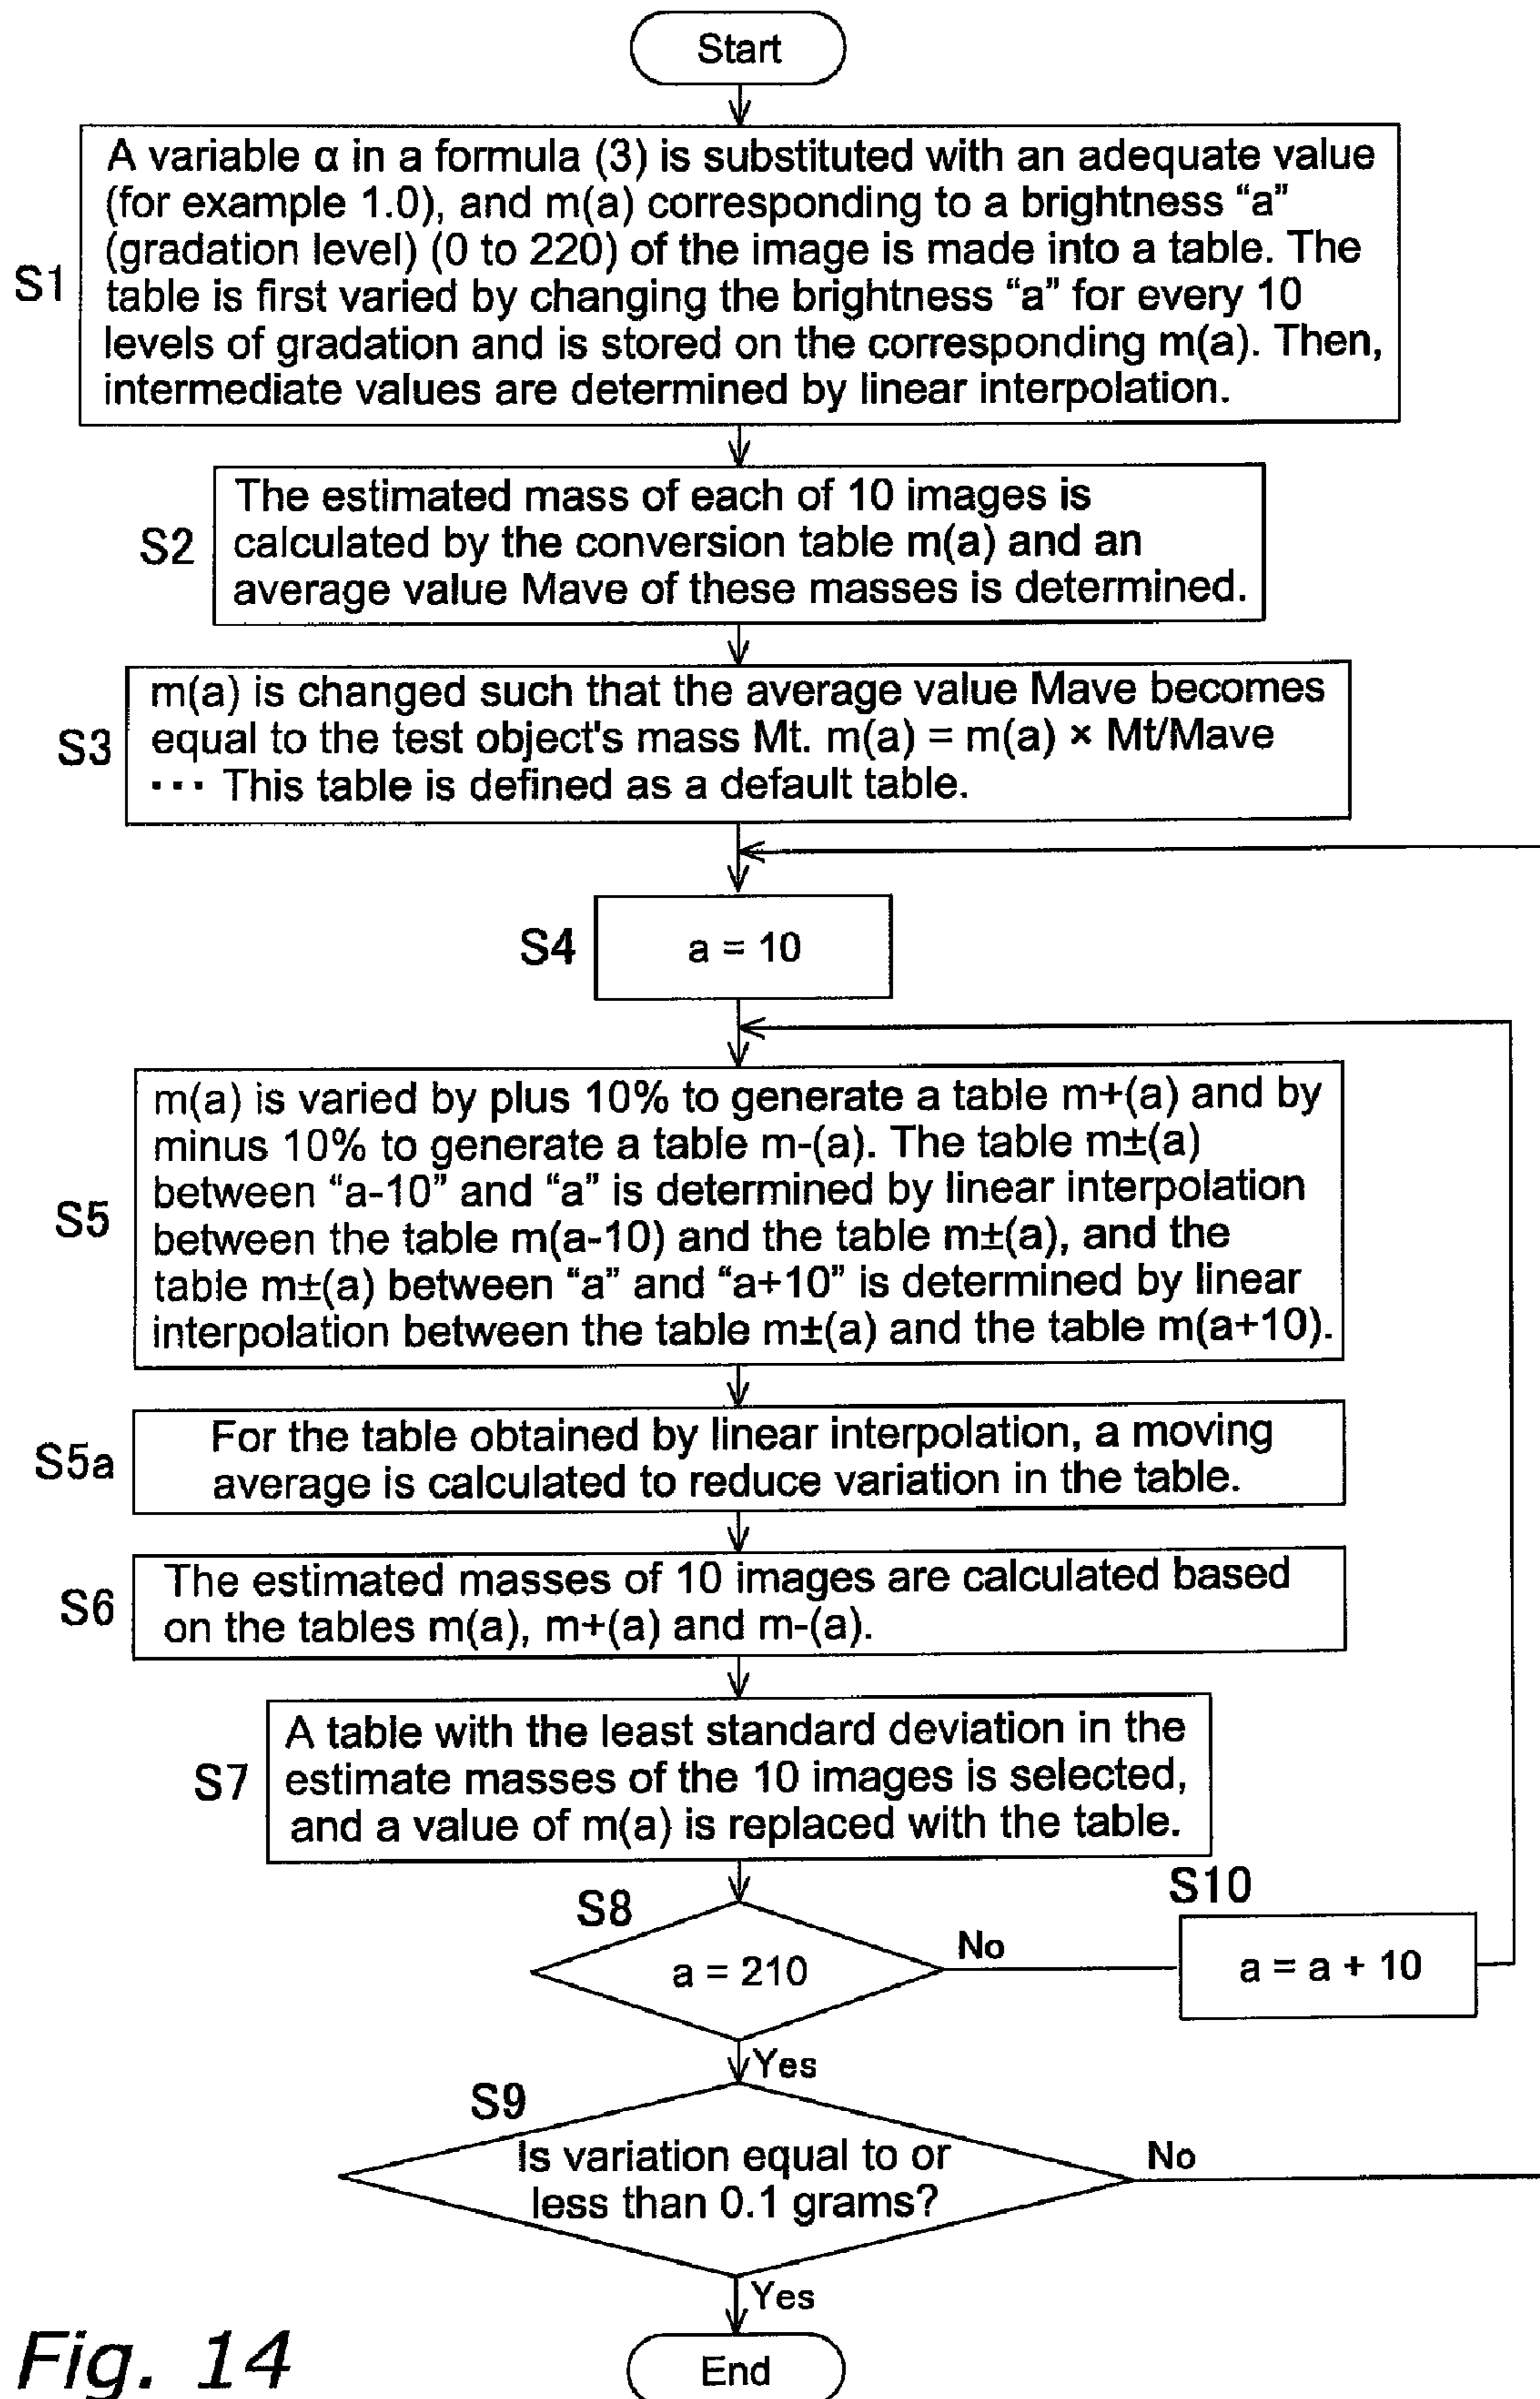 Start
S1
A variable α in a formula (3) is substituted with an adequate value
(for example 1.0), and m(a) corresponding to a brightness “a”
(gradation level) (0 to 220) of the image is made into a table. The
table is first varied by changing the brightness “a” for every 10
levels of gradation and is stored on the corresponding m(a). Then,
intermediate values are determined by linear interpolation.
S2
The estimated mass of each of 10 images is
calculated by the conversion table m(a) and an
average value Mave of these masses is determined.
S3
m(a) is changed such that the average value Mave becomes
equal to the test object's mass Mt. m(a) = m(a) × Mt/Mave
··· This table is defined as a default table.
S4
a = 10
S5
m(a) is varied by plus 10% to generate a table m+(a) and by
minus 10% to generate a table m-(a). The table m±(a)
between “a-10” and “a” is determined by linear interpolation
between the table m(a-10) and the table m±(a), and the
table m±(a) between “a” and “a+10” is determined by linear
interpolation between the table m±(a) and the table m(a+10).
S5a
For the table obtained by linear interpolation, a moving
average is calculated to reduce variation in the table.
S6
The estimated masses of 10 images are calculated based
on the tables m(a), m+(a) and m-(a).
S7
A table with the least standard deviation in the
estimate masses of the 10 images is selected,
and a value of m(a) is replaced with the table.
S8
a = 210
No
S10
a = a + 10
Yes
S9
Is variation equal to or
less than 0.1 grams?
No
Yes
End
Fig. 14